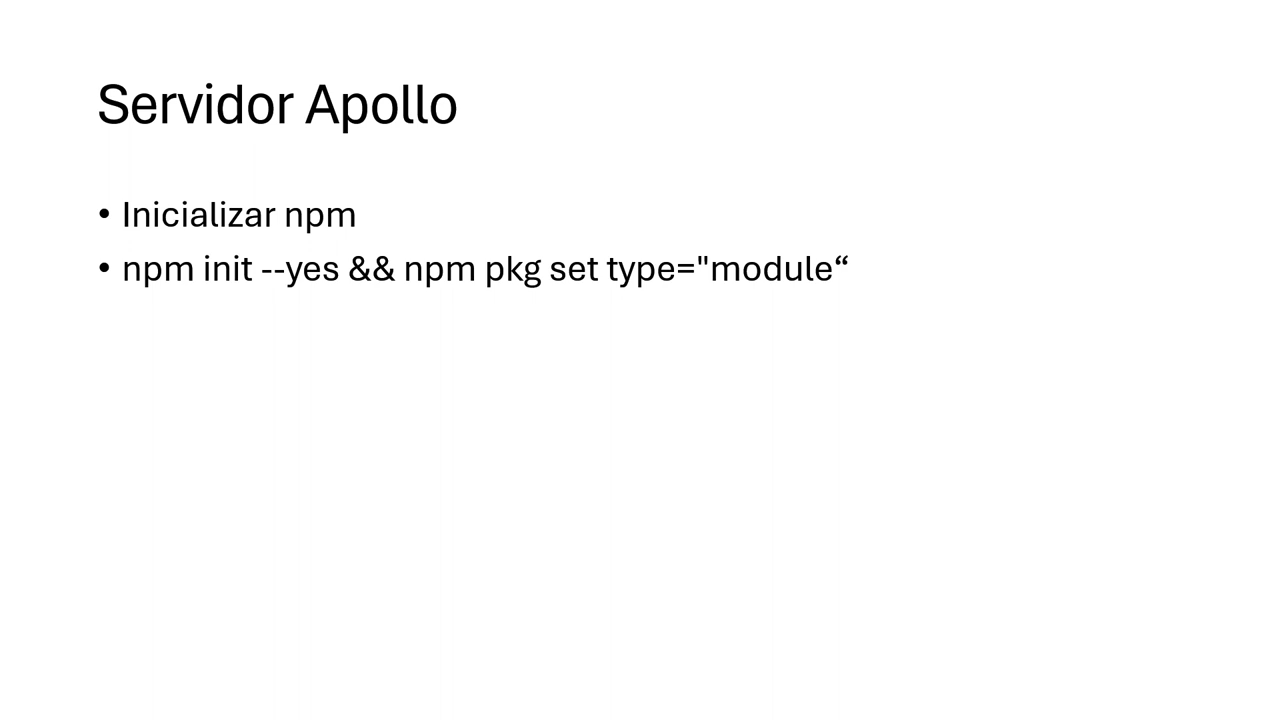 Servidor Apollo
• Inicializar npm
• npm init --yes && npm pkg set type="module“